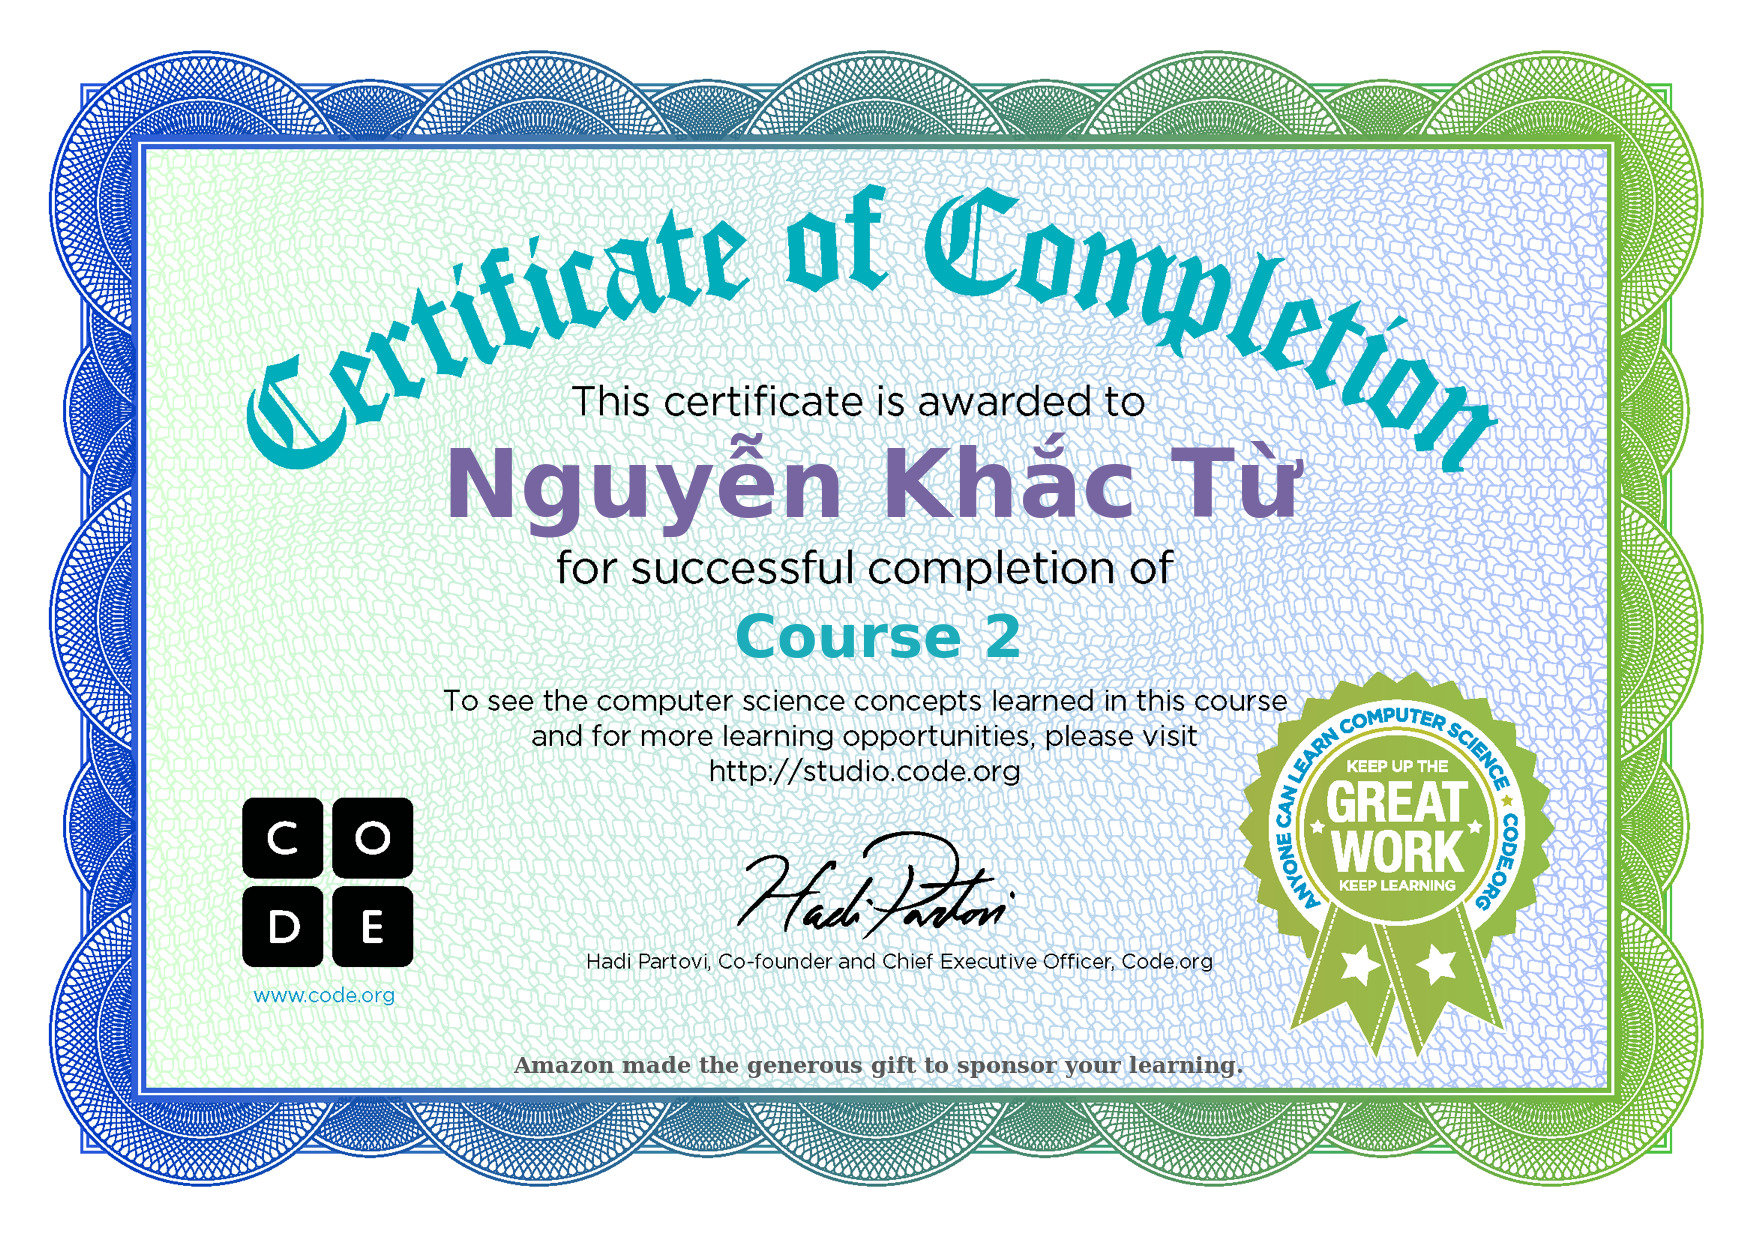 Certificate of Completion
This certificate is awarded to
Nguyễn Khắc Từ
for successful completion of
Course 2
To see the computer science concepts learned in this course
and for more learning opportunities, please visit
http://studio.code.org
C O
D E
www.code.org
Hadi Partovi
Hadi Partovi, Co-founder and Chief Executive Officer, Code.org
ANYONE CAN LEARN COMPUTER SCIENCE ★ CODE.ORG
KEEP UP THE
GREAT
WORK
KEEP LEARNING
Amazon made the generous gift to sponsor your learning.